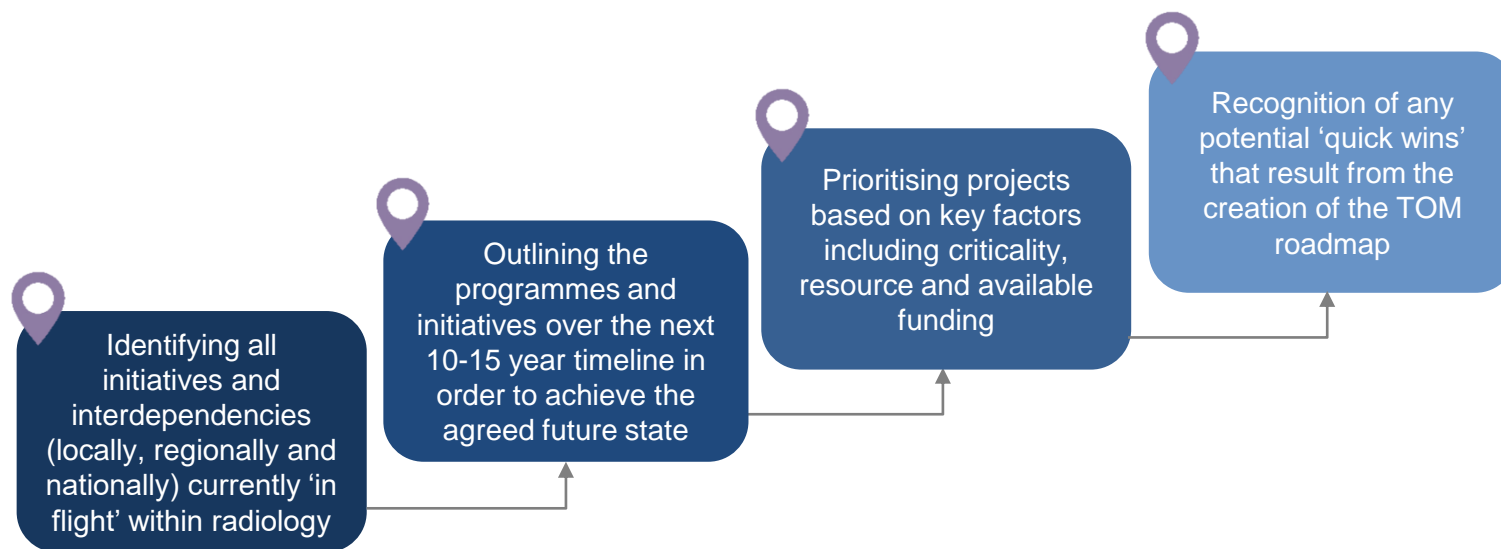 Identifying all
initiatives and
interdependencies
(locally, regionally and
nationally) currently ‘in
flight’ within radiology
Outlining the
programmes and
initiatives over the next
10-15 year timeline in
order to achieve the
agreed future state
Prioritising projects
based on key factors
including criticality,
resource and available
funding
Recognition of any
potential ‘quick wins’
that result from the
creation of the TOM
roadmap